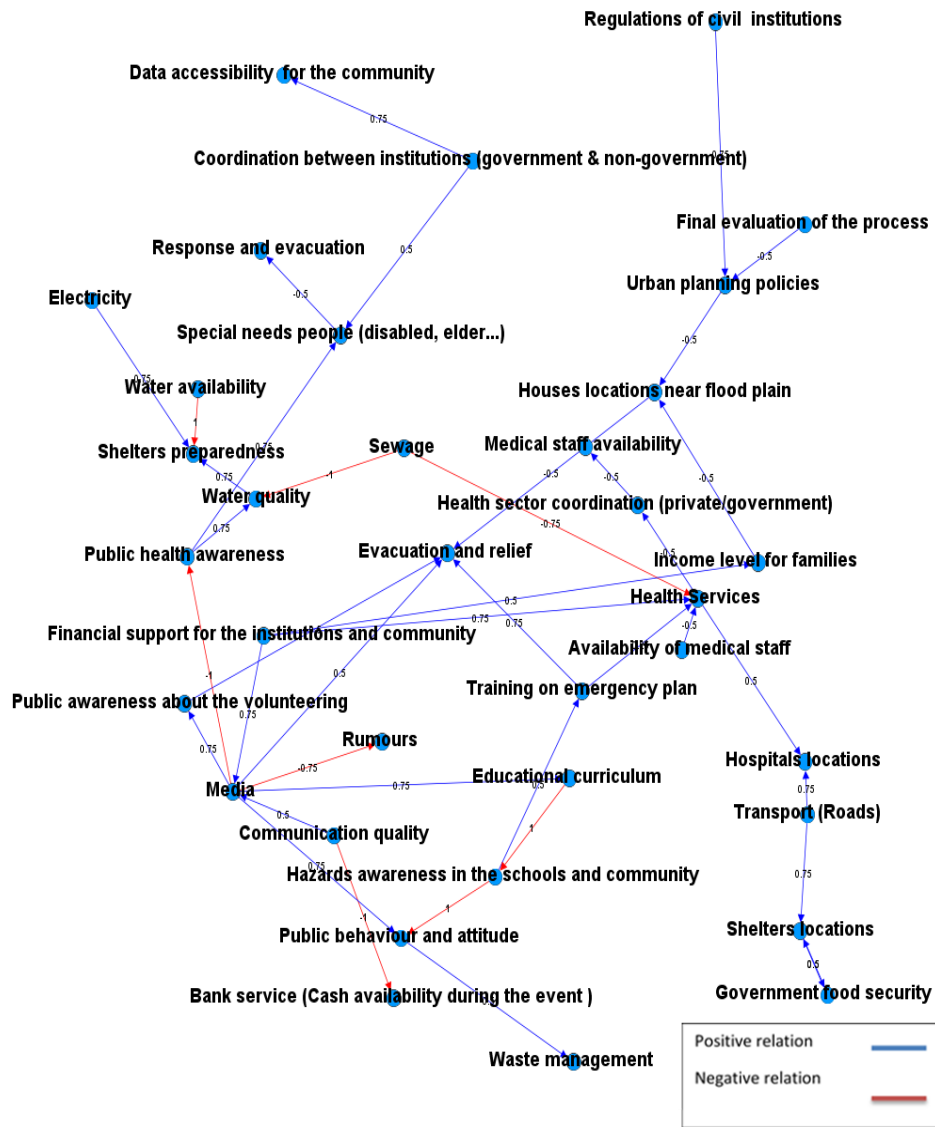 Regulations of civil institutions
Data accessibility for the community
0.75
Coordination between institutions (government & non-government)
0.75
Final evaluation of the process
Response and evacuation
0.5
-0.5
Urban planning policies
Electricity
-0.5
Special needs people (disabled, elder...)
-0.5
Water availability
0.75
Houses locations near flood plain
1
Sewage
Medical staff availability
Shelters preparedness
0.75
-0.5
-0.5
0.75
-1
Water quality
Health sector coordination (private/government)
-0.5
0.75
-0.75
Public health awareness
Evacuation and relief
-0.5
Income level for families
Health Services
0.5
0.75
0.75
-0.5
Financial support for the institutions and community
Availability of medical staff
-1
0.5
0.5
Training on emergency plan
Public awareness about the volunteering
0.75
Rumours
0.75
-0.75
Hospitals locations
Educational curriculum
0.75
0.5
0.75
Media
0.5
Transport (Roads)
Communication quality
1
0.75
Hazards awareness in the schools and community
0.75
-1
1
Shelters locations
Public behaviour and attitude
0.5
Bank service (Cash availability during the event )
Government food security
Waste management
Positive relation
Negative relation